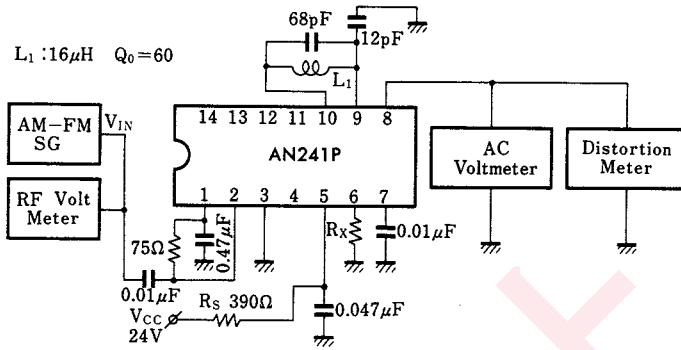 68pF
12pF
L₁ :16μH Q₀=60
L₁
AM-FM
SG
VIN
14 13 12 11 10 9 8
AN241P
1 2 3 4 5 6 7
RF Volt
Meter
AC
Voltmeter
Distortion
Meter
75Ω
0.47μF
RX
0.01μF
0.01μF
RS 390Ω
0.047μF
VCC
24V